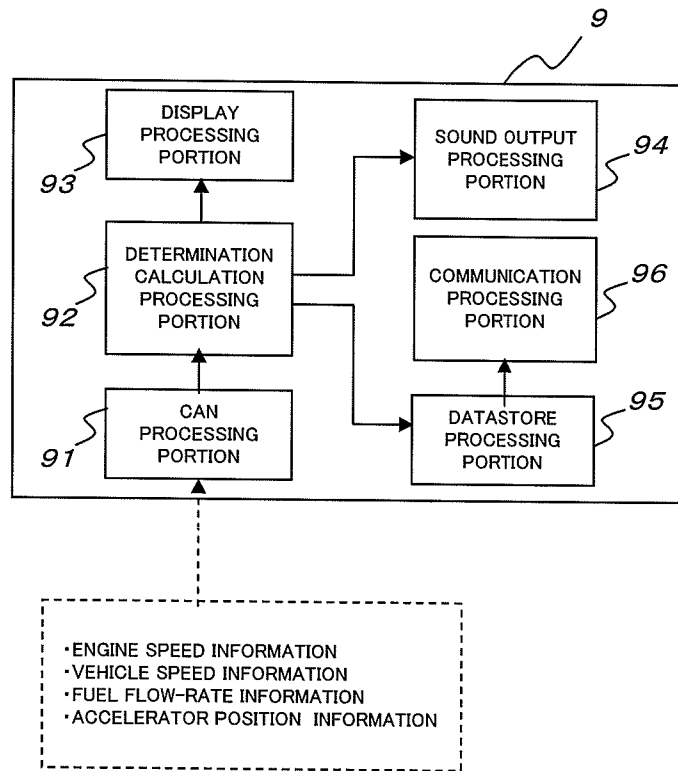 9
DISPLAY
PROCESSING
PORTION
93
SOUND OUTPUT
PROCESSING
PORTION
94
DETERMINATION
CALCULATION
PROCESSING
PORTION
92
COMMUNICATION
PROCESSING
PORTION
96
CAN
PROCESSING
PORTION
91
DATASTORE
PROCESSING
PORTION
95
・ENGINE SPEED INFORMATION
・VEHICLE SPEED INFORMATION
・FUEL FLOW-RATE INFORMATION
・ACCELERATOR POSITION INFORMATION